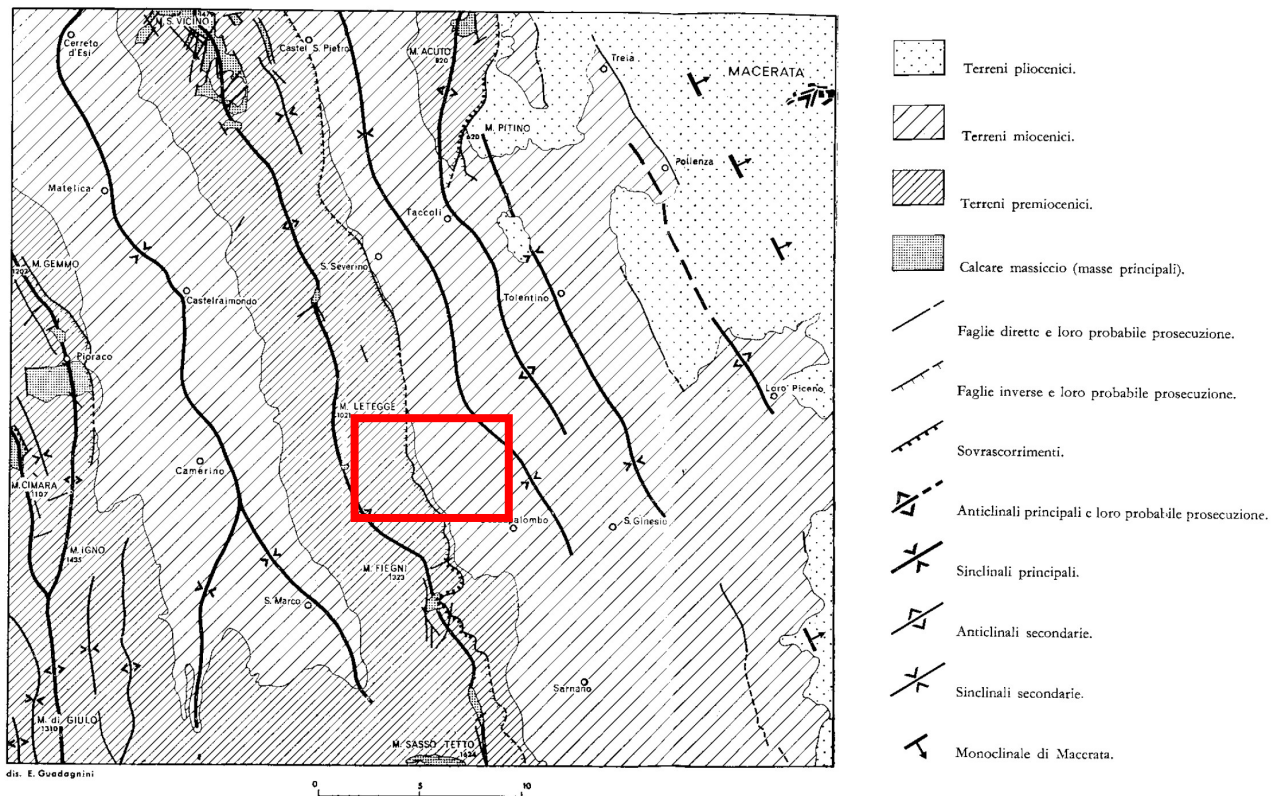 M. S. VICINO
Cerreto
d'Esi
Castel S. Pietro
M. ACUTO
820
Treia
MACERATA
M. PITINO
620
Pollenza
Matelica
Taccoli
S. Severino
M. GEMMO
1202
Castelraimondo
Tolentino
Pioraco
Loro Piceno
M. LETEGGE
1021
Camerino
M. CIMARA
1107
S. Ginesio
M. IGNO
1435
M. FIEGNI
1323
S. Marco
Sarnano
M. di GIULO
1310
M. SASSO TETTO
1624
dis. E. Guadagnini
0 5 10
Terreni pliocenici.
Terreni miocenici.
Terreni premiocenici.
Calcare massiccio (masse principali).
Faglie dirette e loro probabile prosecuzione.
Faglie inverse e loro probabile prosecuzione.
Sovrascorrimenti.
Anticlinali principali e loro probabile prosecuzione.
Sinclinali principali.
Anticlinali secondarie.
Sinclinali secondarie.
Monoclinale di Macerata.